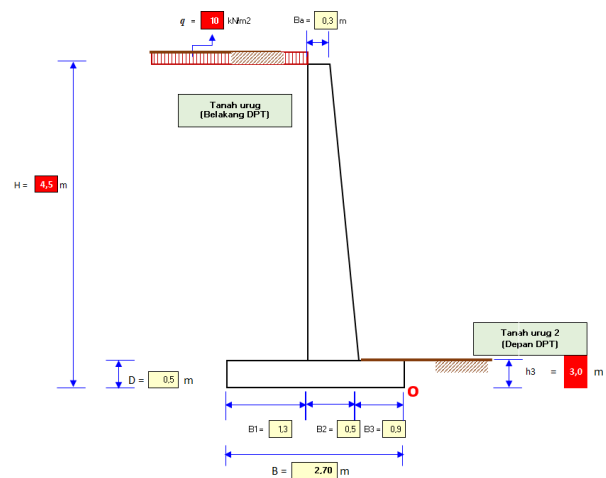 q = 10 kN/m2
Ba = 0,3 m
Tanah urug
(Belakang DPT)
H = 4,5 m
Tanah urug 2
(Depan DPT)
D = 0,5 m
h3 = 3,0 m
O
B1 = 1,3
B2 = 0,5
B3 = 0,9
B = 2,70 m